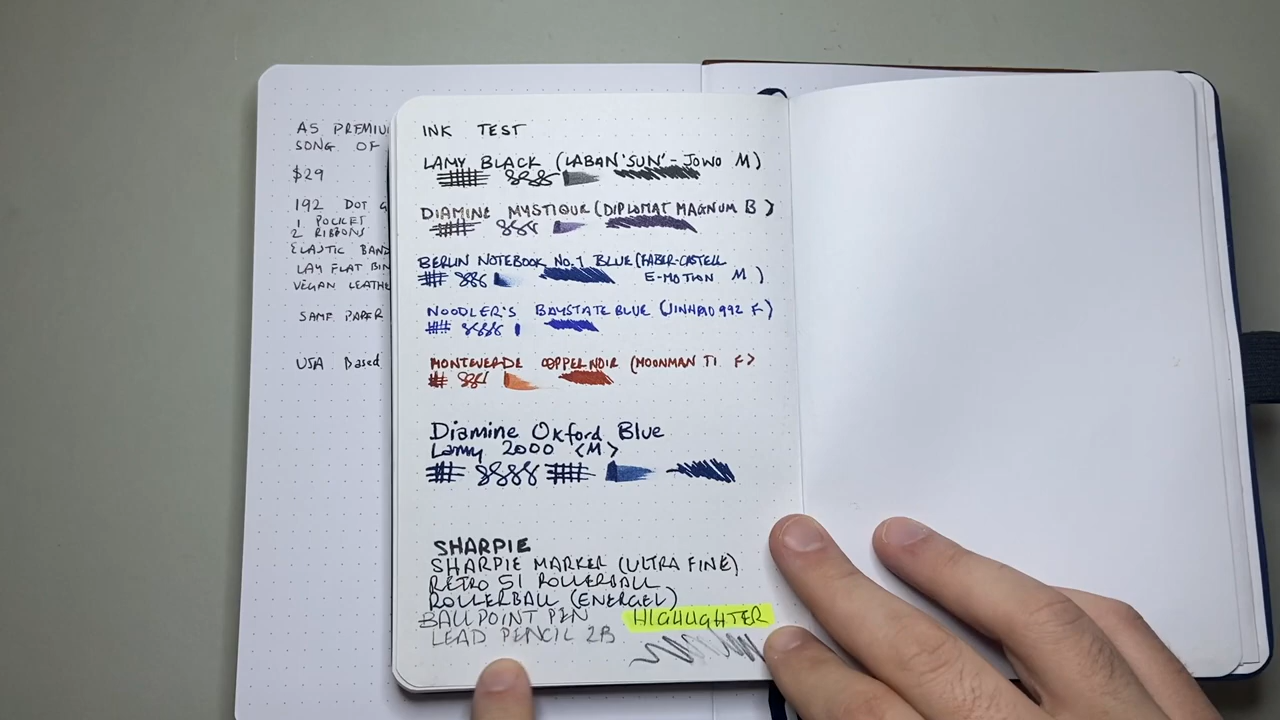 A5 PREMIU
SONG OF
$29
192 DOT G
1 POCKET
2 RIBBONS
ELASTIC BAND
LAY FLAT BIN
VEGAN LEATHE
SAME PAPER
USA Based
INK TEST
LAMY BLACK (LABAN 'SUN' - JOWO M)
DIAMINE MYSTIQUE (DIPLOMAT MAGNUM B)
BERLIN NOTEBOOK NO.1 BLUE (FABER-CASTELL
E-MOTION M)
NOODLER'S BAYSTATE BLUE (JINHAO 992 F)
MONTEVERDE COPPER NOIR (MOONMAN TI F)
Diamine Oxford Blue
Lamy 2000 <M>
SHARPIE
SHARPIE MARKER (ULTRA FINE)
RETRO 51 ROLLERBALL
ROLLERBALL (ENERGEL)
BALLPOINT PEN HIGHLIGHTER
LEAD PENCIL 2B